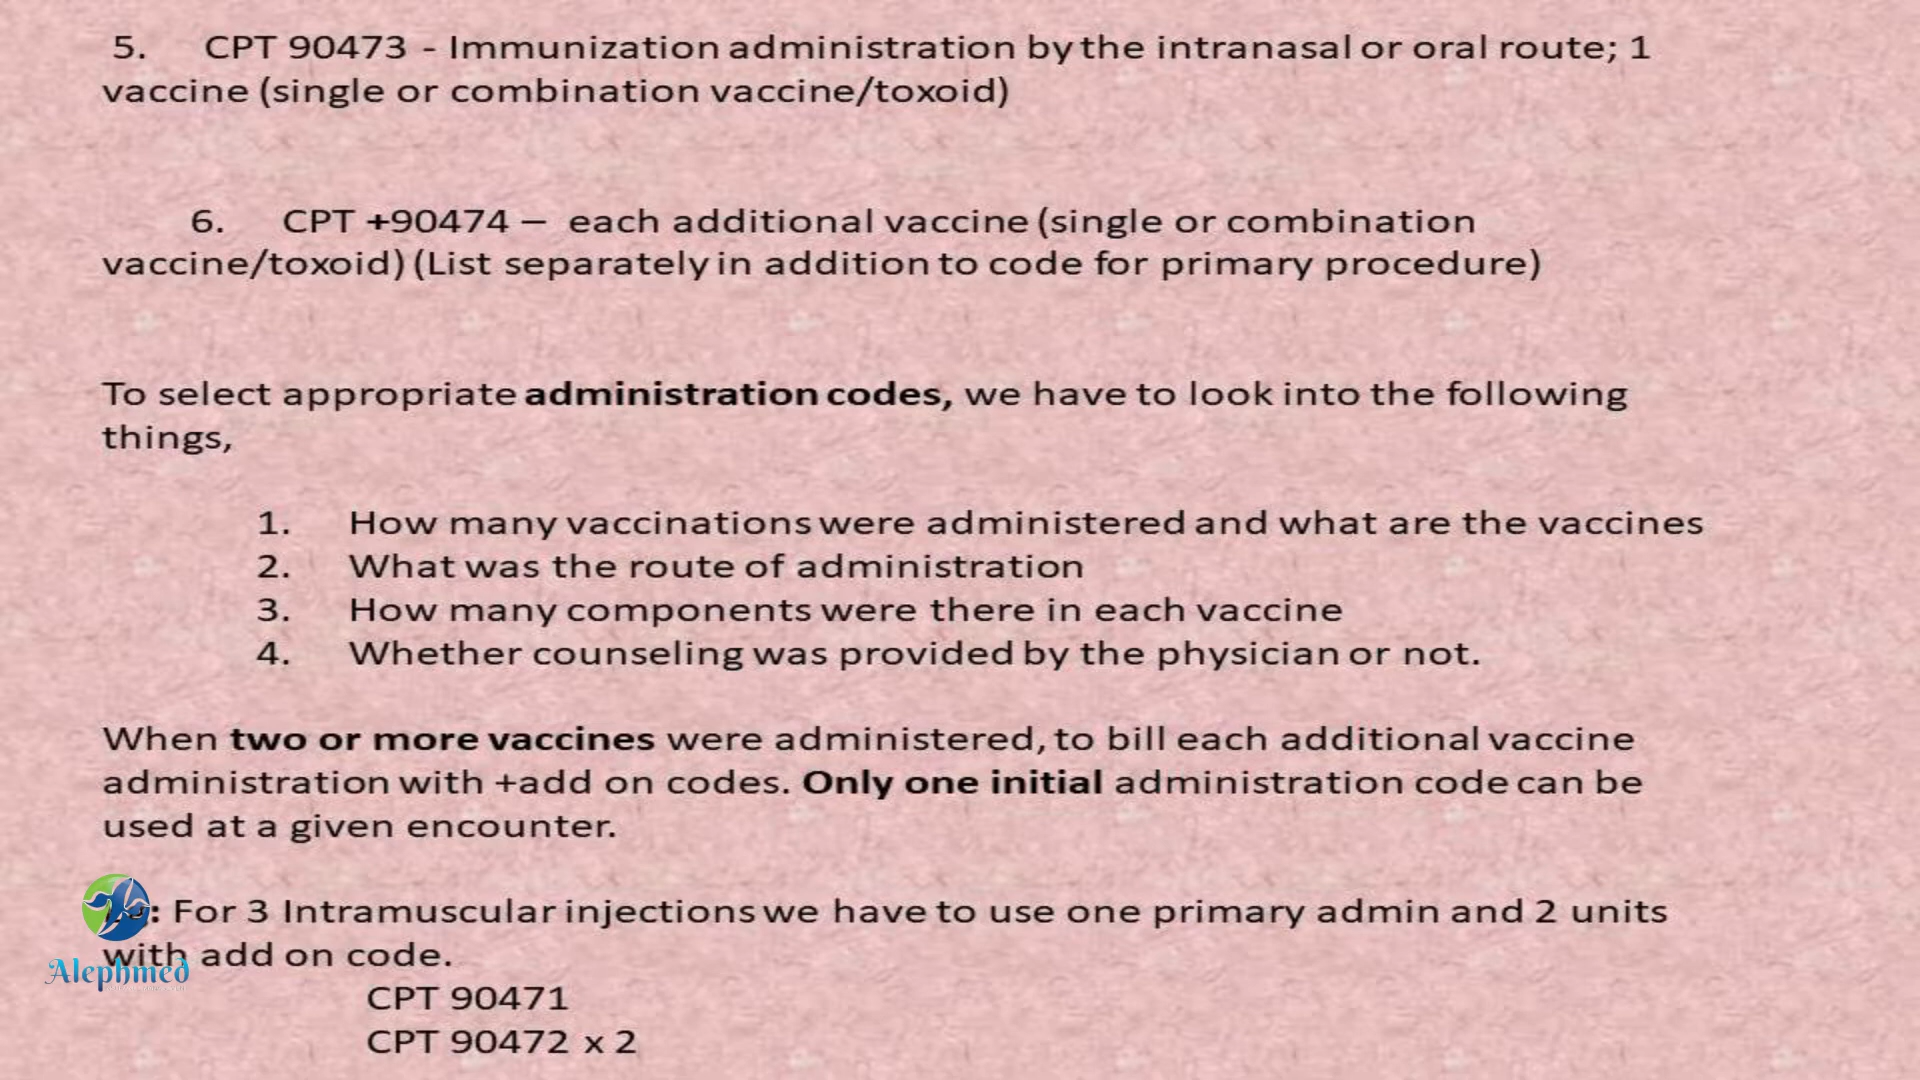 5. CPT 90473 - Immunization administration by the intranasal or oral route; 1
vaccine (single or combination vaccine/toxoid)
6. CPT +90474 – each additional vaccine (single or combination
vaccine/toxoid) (List separately in addition to code for primary procedure)
To select appropriate administration codes, we have to look into the following
things,
1. How many vaccinations were administered and what are the vaccines
2. What was the route of administration
3. How many components were there in each vaccine
4. Whether counseling was provided by the physician or not.
When two or more vaccines were administered, to bill each additional vaccine
administration with +add on codes. Only one initial administration code can be
used at a given encounter.
: For 3 Intramuscular injections we have to use one primary admin and 2 units
with add on code.
Alephmed
CPT 90471
CPT 90472 x 2